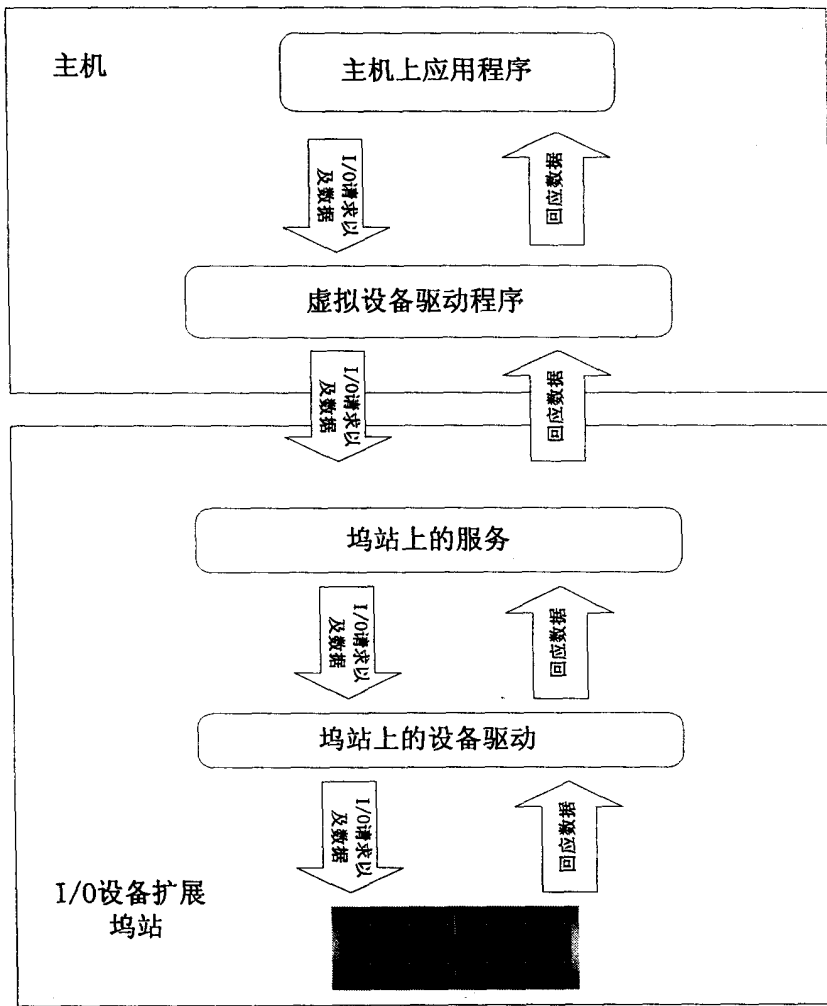 主机
主机上应用程序
I/O请求以
及数据
回应数据
虚拟设备驱动程序
I/O请求以
及数据
回应数据
坞站上的服务
I/O请求以
及数据
回应数据
坞站上的设备驱动
I/O请求以
及数据
回应数据
I/O设备扩展
坞站